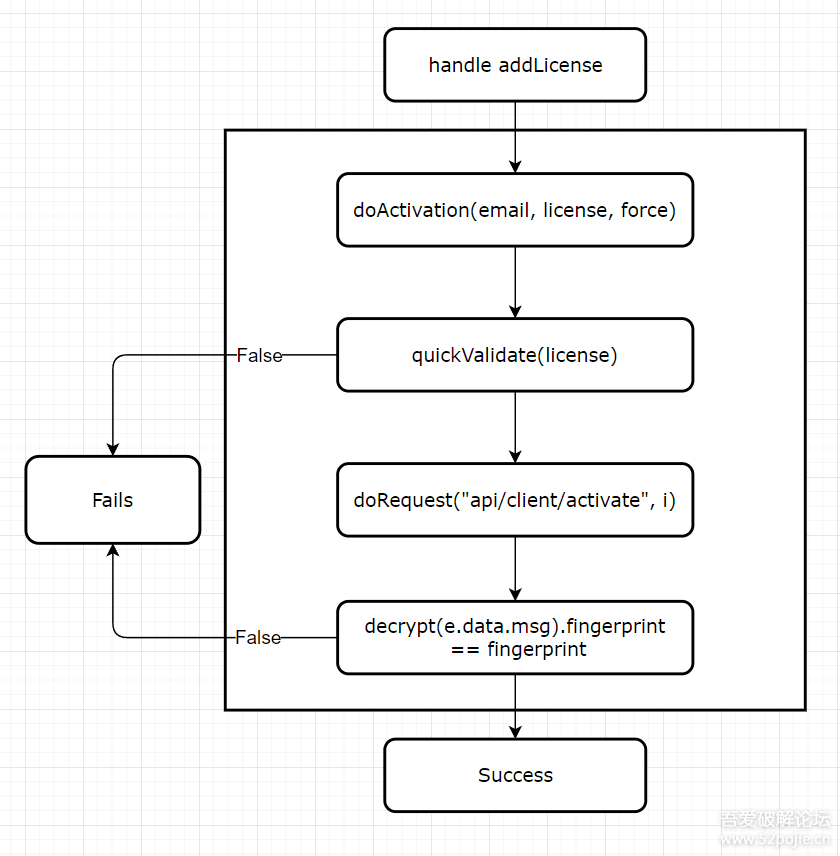 handle addLicense
doActivation(email, license, force)
quickValidate(license)
False
doRequest("api/client/activate", i)
Fails
decrypt(e.data.msg).fingerprint
== fingerprint
False
Success
吾爱破解论坛
www.52pojie.cn